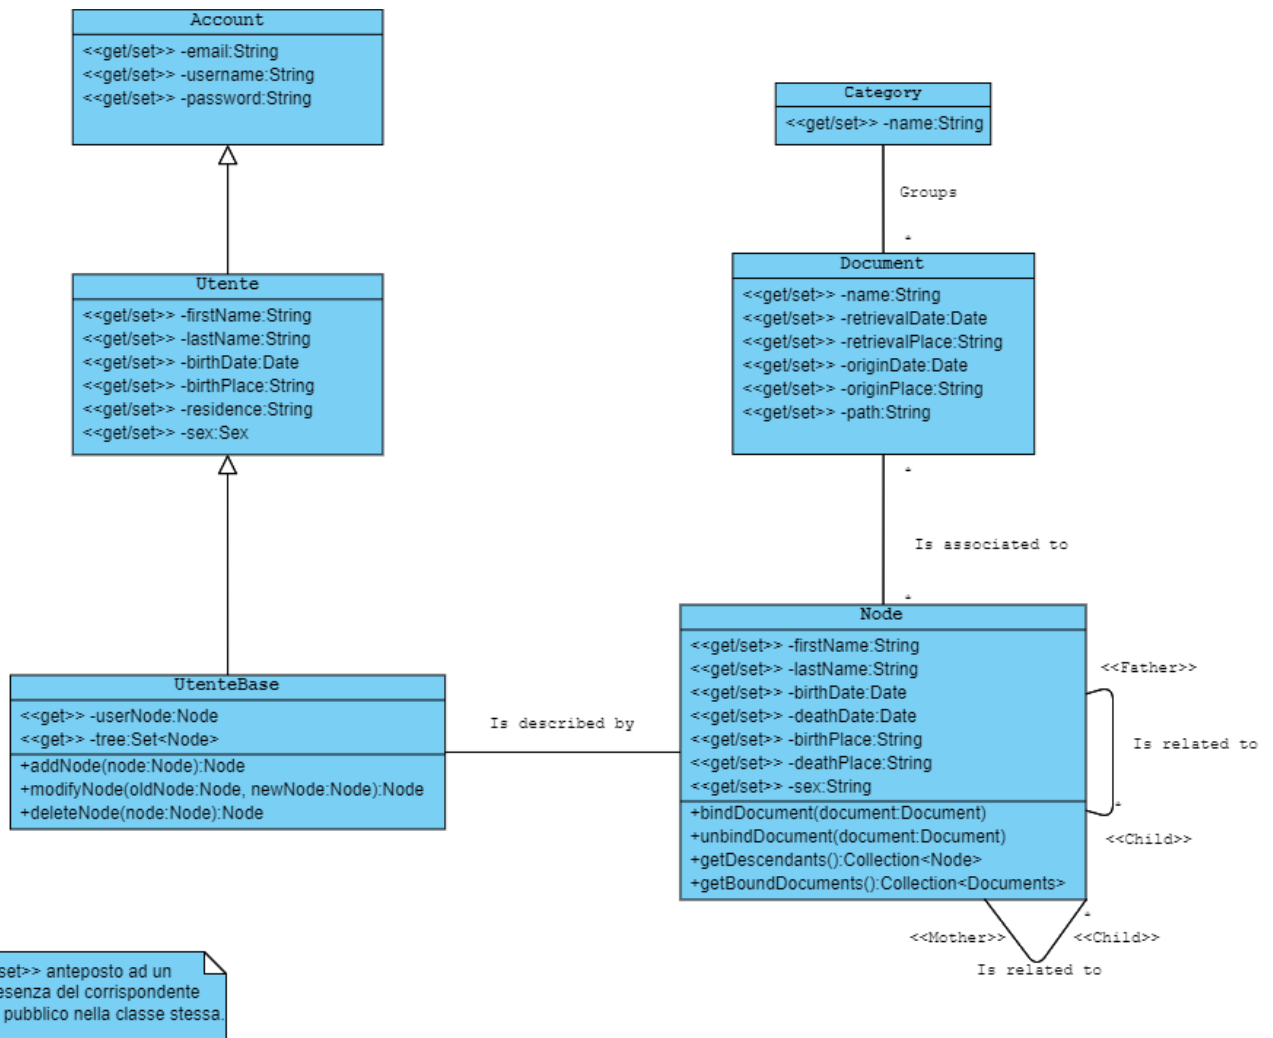 Account
<<get/set>> -email:String
<<get/set>> -username:String
<<get/set>> -password:String
Category
<<get/set>> -name:String
Groups
*
Utente
<<get/set>> -firstName:String
<<get/set>> -lastName:String
<<get/set>> -birthDate:Date
<<get/set>> -birthPlace:String
<<get/set>> -residence:String
<<get/set>> -sex:Sex
Document
<<get/set>> -name:String
<<get/set>> -retrievalDate:Date
<<get/set>> -retrievalPlace:String
<<get/set>> -originDate:Date
<<get/set>> -originPlace:String
<<get/set>> -path:String
*
Is associated to
*
UtenteBase
<<get>> -userNode:Node
<<get>> -tree:Set<Node>
+addNode(node:Node):Node
+modifyNode(oldNode:Node, newNode:Node):Node
+deleteNode(node:Node):Node
Is described by
Node
<<get/set>> -firstName:String
<<get/set>> -lastName:String
<<get/set>> -birthDate:Date
<<get/set>> -deathDate:Date
<<get/set>> -birthPlace:String
<<get/set>> -deathPlace:String
<<get/set>> -sex:String
+bindDocument(document:Document)
+unbindDocument(document:Document)
+getDescendants():Collection<Node>
+getBoundDocuments():Collection<Documents>
<<Father>>
Is related to
*
<<Child>>
*
<<Mother>>
<<Child>>
Is related to
set>> anteposto ad un
esenza del corrispondente
pubblico nella classe stessa.